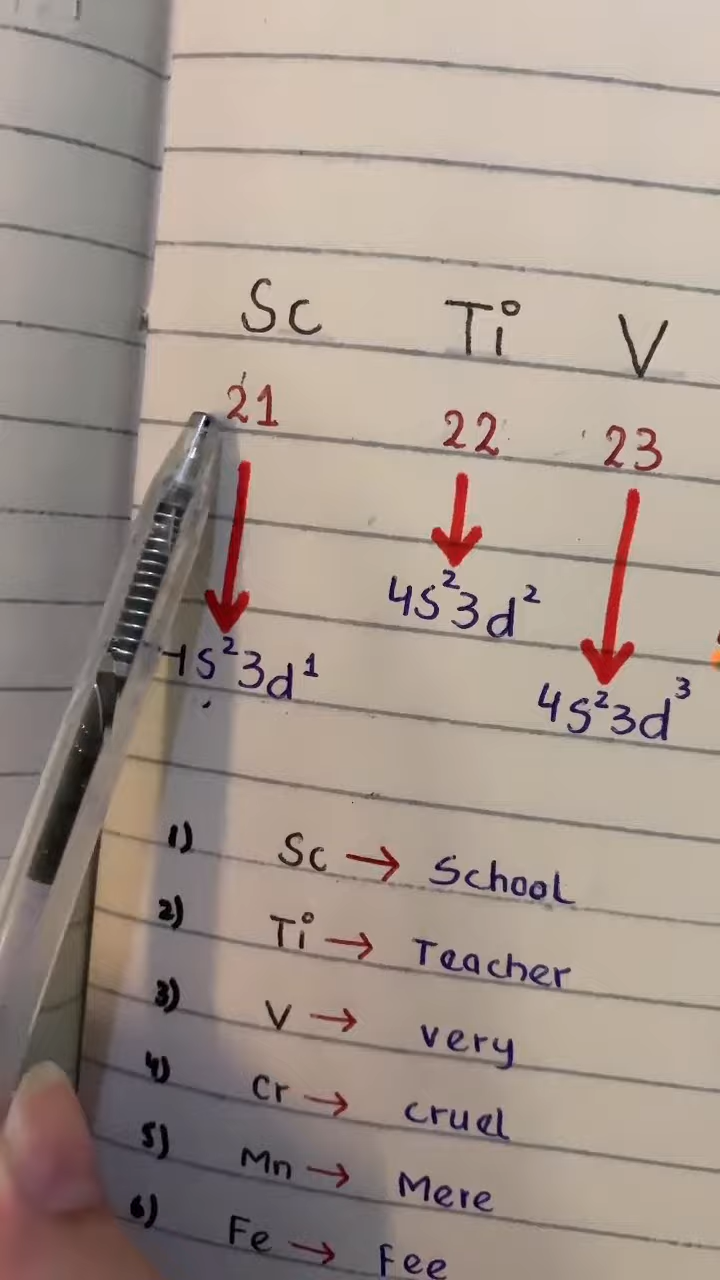 Sc Ti V
21 22 23
4s²3d² 
4s²3d¹
4s²3d³
1) Sc → School
2) Ti → Teacher
3) V → very
4) Cr → cruel
5) Mn → Mere
6) Fe → Fee